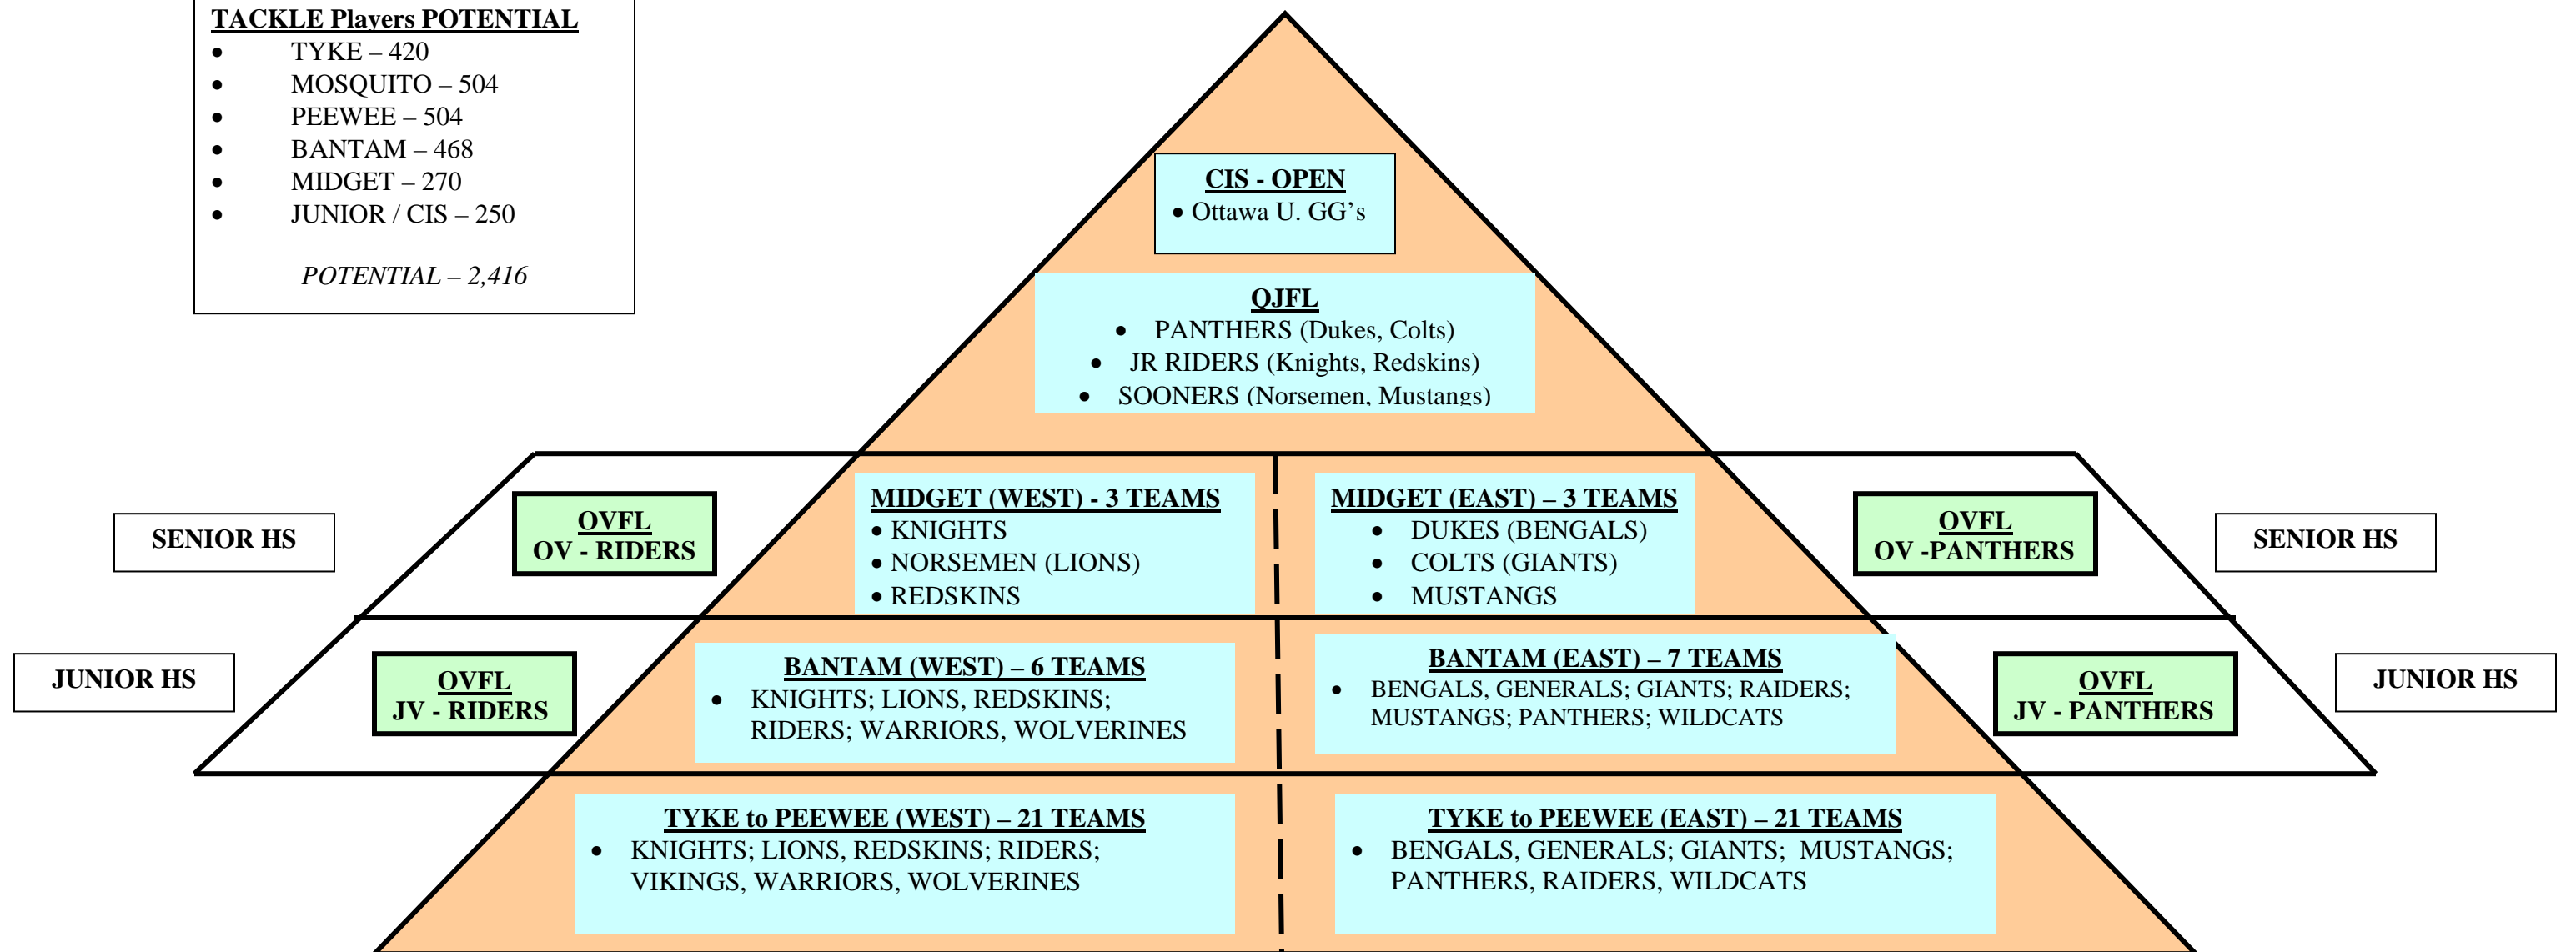 TACKLE Players POTENTIAL
• TYKE – 420
• MOSQUITO – 504
• PEEWEE – 504
• BANTAM – 468
• MIDGET – 270
• JUNIOR / CIS – 250
POTENTIAL – 2,416
CIS - OPEN
• Ottawa U. GG’s
QJFL
• PANTHERS (Dukes, Colts)
• JR RIDERS (Knights, Redskins)
• SOONERS (Norsemen, Mustangs)
SENIOR HS
OVFL
OV - RIDERS
MIDGET (WEST) - 3 TEAMS
• KNIGHTS
• NORSEMEN (LIONS)
• REDSKINS
MIDGET (EAST) – 3 TEAMS
• DUKES (BENGALS)
• COLTS (GIANTS)
• MUSTANGS
OVFL
OV -PANTHERS
SENIOR HS
JUNIOR HS
OVFL
JV - RIDERS
BANTAM (WEST) – 6 TEAMS
• KNIGHTS; LIONS, REDSKINS;
RIDERS; WARRIORS, WOLVERINES
BANTAM (EAST) – 7 TEAMS
• BENGALS, GENERALS; GIANTS; RAIDERS;
MUSTANGS; PANTHERS; WILDCATS
OVFL
JV - PANTHERS
JUNIOR HS
TYKE to PEEWEE (WEST) – 21 TEAMS
• KNIGHTS; LIONS, REDSKINS; RIDERS;
VIKINGS, WARRIORS, WOLVERINES
TYKE to PEEWEE (EAST) – 21 TEAMS
• BENGALS, GENERALS; GIANTS; MUSTANGS;
PANTHERS, RAIDERS, WILDCATS